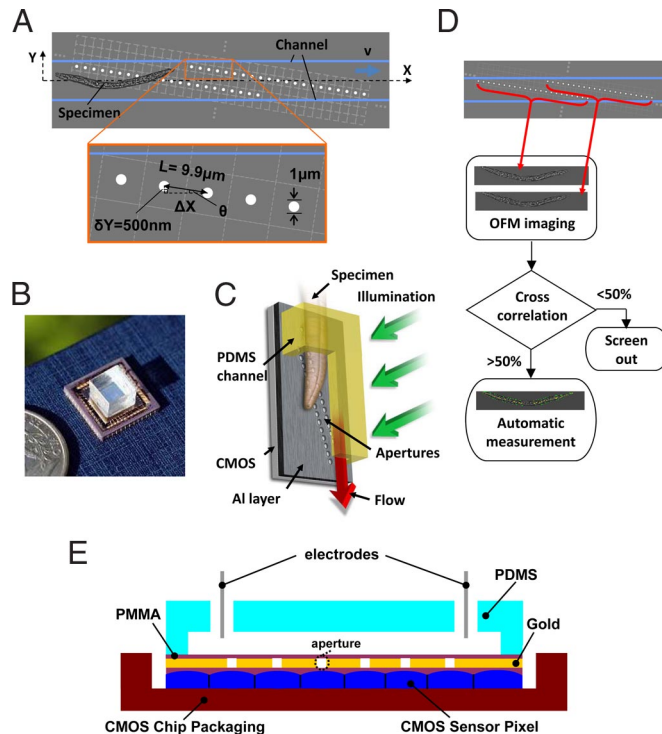 A
Y
Channel
v
X
Specimen
L= 9.9μm
1μm
ΔX
θ
δY=500nm
B
C
Specimen
Illumination
PDMS
channel
Apertures
CMOS
Al layer
Flow
D
OFM imaging
Cross
correlation
<50%
Screen
out
>50%
Automatic
measurement
E
electrodes
PDMS
PMMA
Gold
aperture
CMOS Chip Packaging
CMOS Sensor Pixel